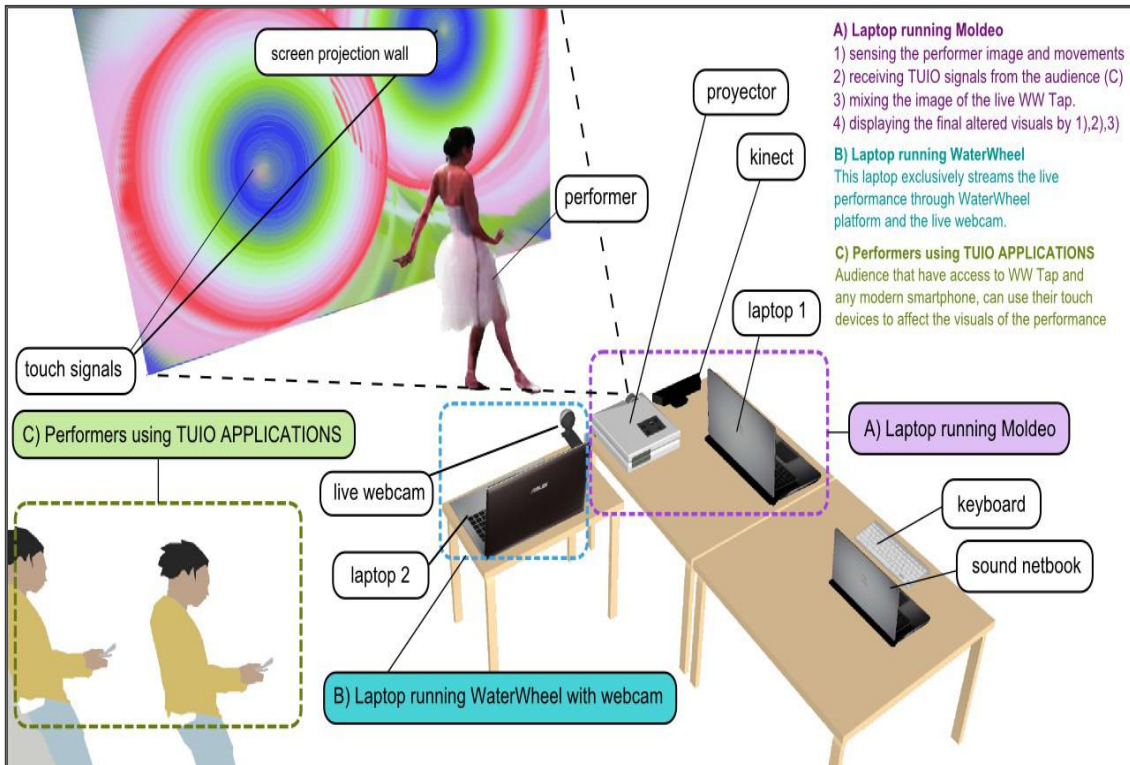 screen projection wall
proyector
kinect
performer
laptop 1
touch signals
A) Laptop running Moldeo
1) sensing the performer image and movements
2) receiving TUIO signals from the audience (C)
3) mixing the image of the live WW Tap.
4) displaying the final altered visuals by 1),2),3)
B) Laptop running WaterWheel
This laptop exclusively streams the live
performance through WaterWheel
platform and the live webcam.
C) Performers using TUIO APPLICATIONS
Audience that have access to WW Tap and
any modern smartphone, can use their touch
devices to affect the visuals of the performance
C) Performers using TUIO APPLICATIONS
A) Laptop running Moldeo
live webcam
ASUS
laptop 2
keyboard
sound netbook
B) Laptop running WaterWheel with webcam